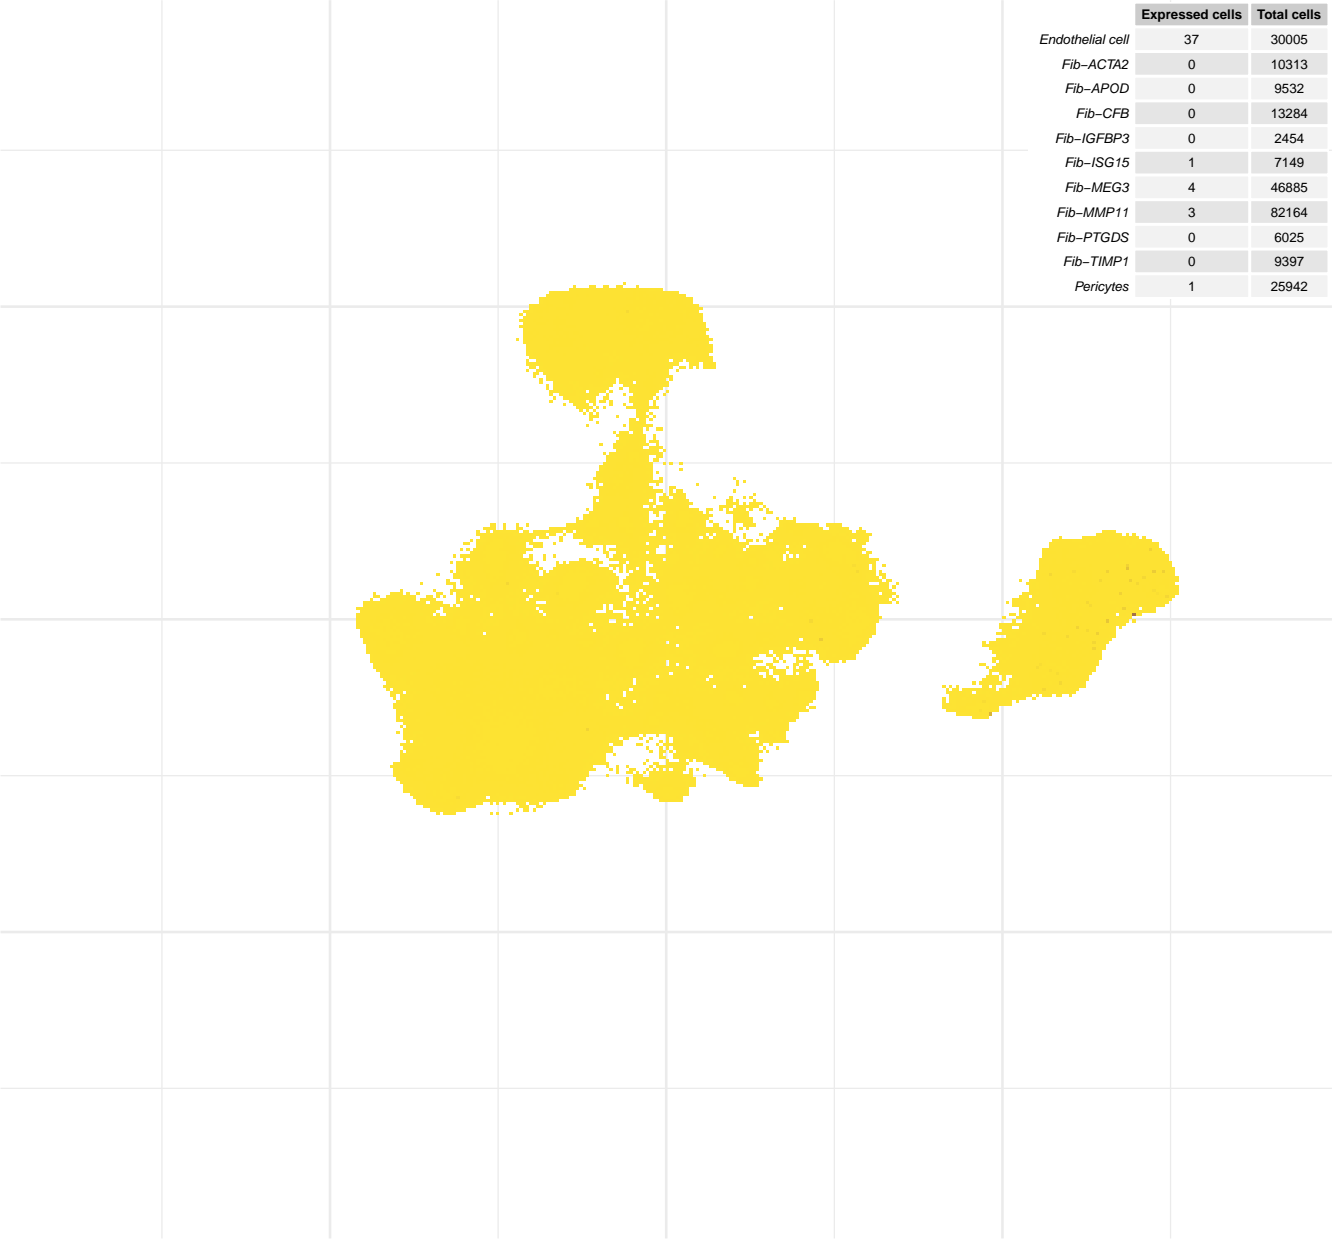 Expressed cells Total cells
Endothelial cell 37 30005
Fib−ACTA2 0 10313
Fib−APOD 0 9532
Fib−CFB 0 13284
Fib−IGFBP3 0 2454
Fib−ISG15 1 7149
Fib−MEG3 4 46885
Fib−MMP11 3 82164
Fib−PTGDS 0 6025
Fib−TIMP1 0 9397
Pericytes 1 25942